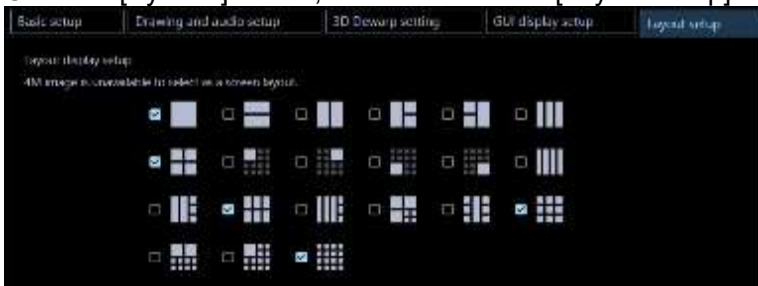 Basic setup Drawing and audio setup 3D Dewarp setting GUI display setup Layout setup
Layout display setup
4M image is unavailable to select as a screen layout.